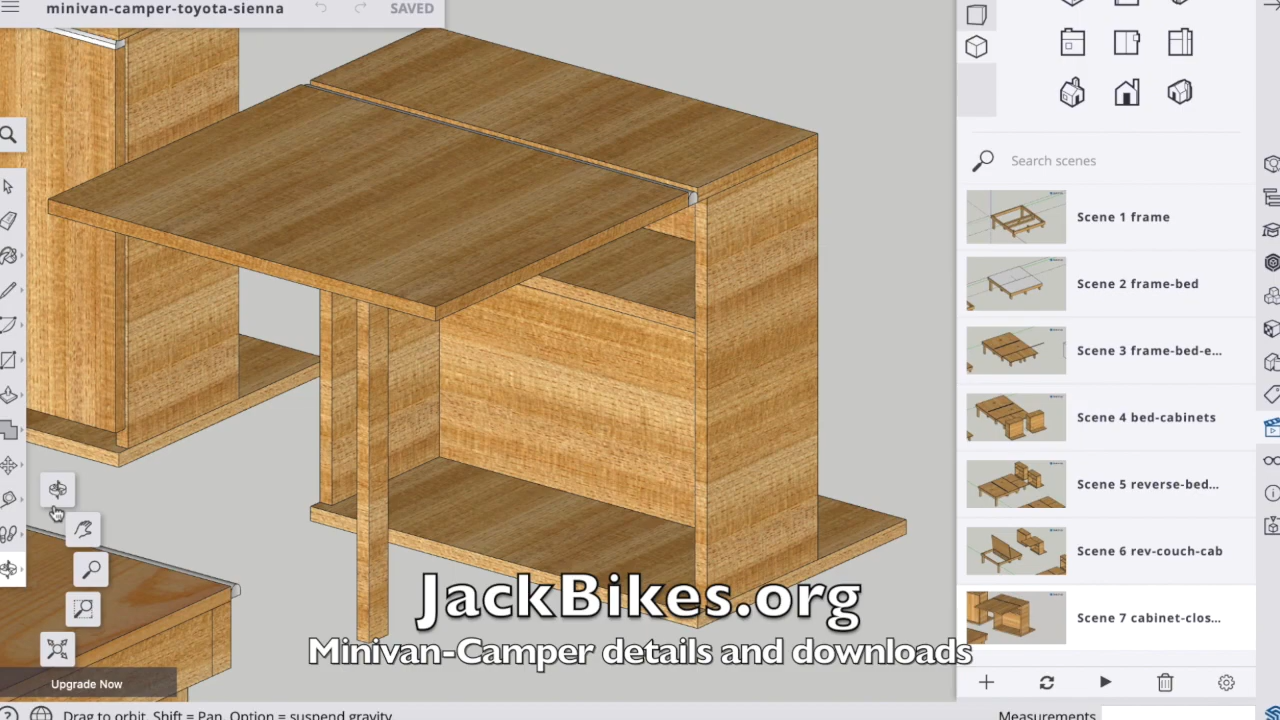 minivan-camper-toyota-sienna
SAVED
Search scenes
Scene 1 frame
Scene 2 frame-bed
Scene 3 frame-bed-e...
Scene 4 bed-cabinets
Scene 5 reverse-bed...
Scene 6 rev-couch-cab
Scene 7 cabinet-clos...
JackBikes.org
Minivan-Camper details and downloads
Upgrade Now
Drag to orbit. Shift = Pan, Option = suspend gravity
Measurements